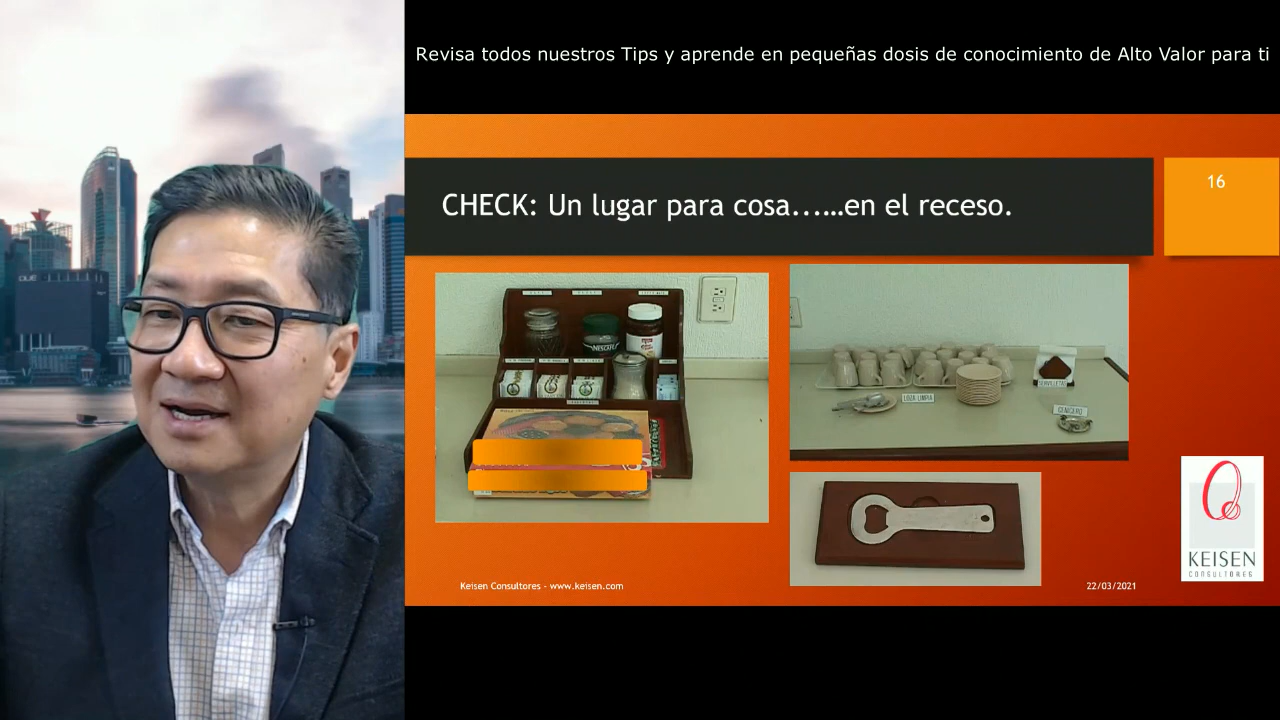 Revisa todos nuestros Tips y aprende en pequeñas dosis de conocimiento de Alto Valor para ti
16
CHECK: Un lugar para cosa……en el receso.
NESCAFÉ
LOZA LIMPIA
SERVILLETAS
CENICERO
KEISEN
CONSULTORES
Keisen Consultores - www.keisen.com
22/03/2021